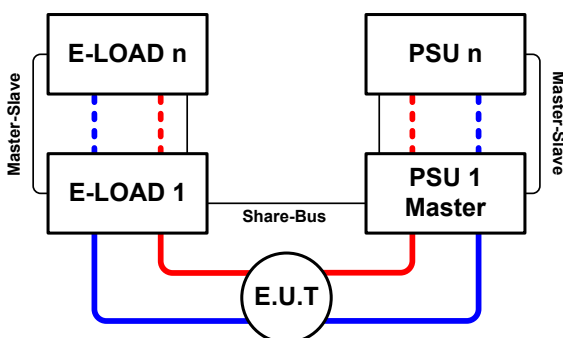 E-LOAD n
PSU n
Master-Slave
Master-Slave
E-LOAD 1
PSU 1
Master
Share-Bus
E.U.T